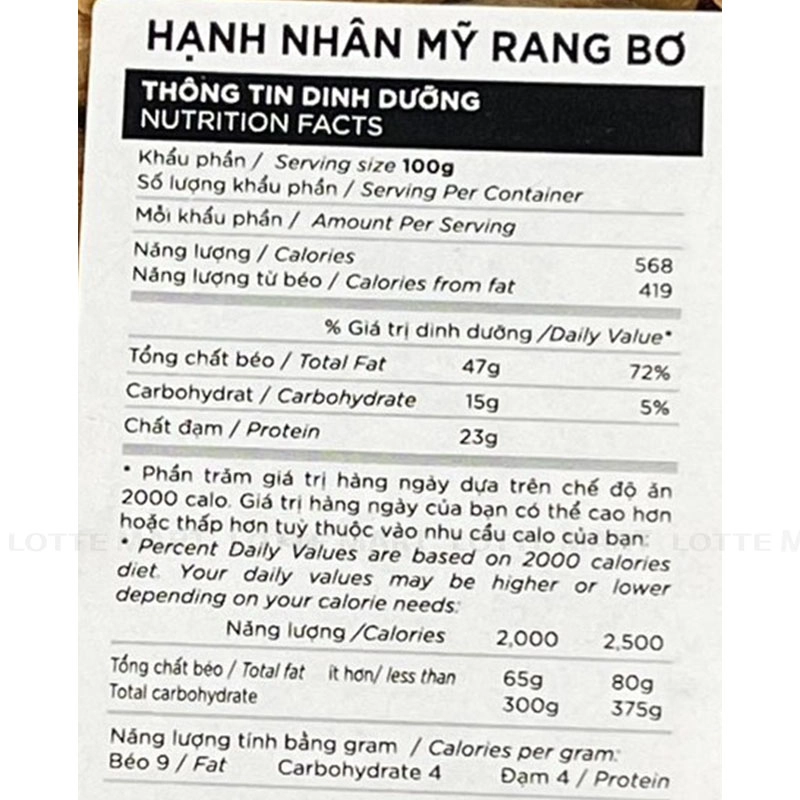 HẠNH NHÂN MỸ RANG BƠ
THÔNG TIN DINH DƯỠNG
NUTRITION FACTS
Khẩu phần / Serving size 100g
Số lượng khẩu phần / Serving Per Container
Mỗi khẩu phần / Amount Per Serving
Năng lượng / Calories 568
Năng lượng từ béo / Calories from fat 419
% Giá trị dinh dưỡng /Daily Value*
Tổng chất béo / Total Fat 47g 72%
Carbohydrat / Carbohydrate 15g 5%
Chất đạm / Protein 23g
* Phần trăm giá trị hàng ngày dựa trên chế độ ăn
2000 calo. Giá trị hàng ngày của bạn có thể cao hơn
hoặc thấp hơn tuỳ thuộc vào nhu cầu calo của bạn:
LOTTE MART LOTTE MART LOTTE M
* Percent Daily Values are based on 2000 calories
diet. Your daily values may be higher or lower
depending on your calorie needs:
Năng lượng /Calories 2,000 2,500
Tổng chất béo / Total fat ít hơn/ less than 65g 80g
Total carbohydrate 300g 375g
Năng lượng tính bằng gram / Calories per gram:
Béo 9 / Fat Carbohydrate 4 Đạm 4 / Protein